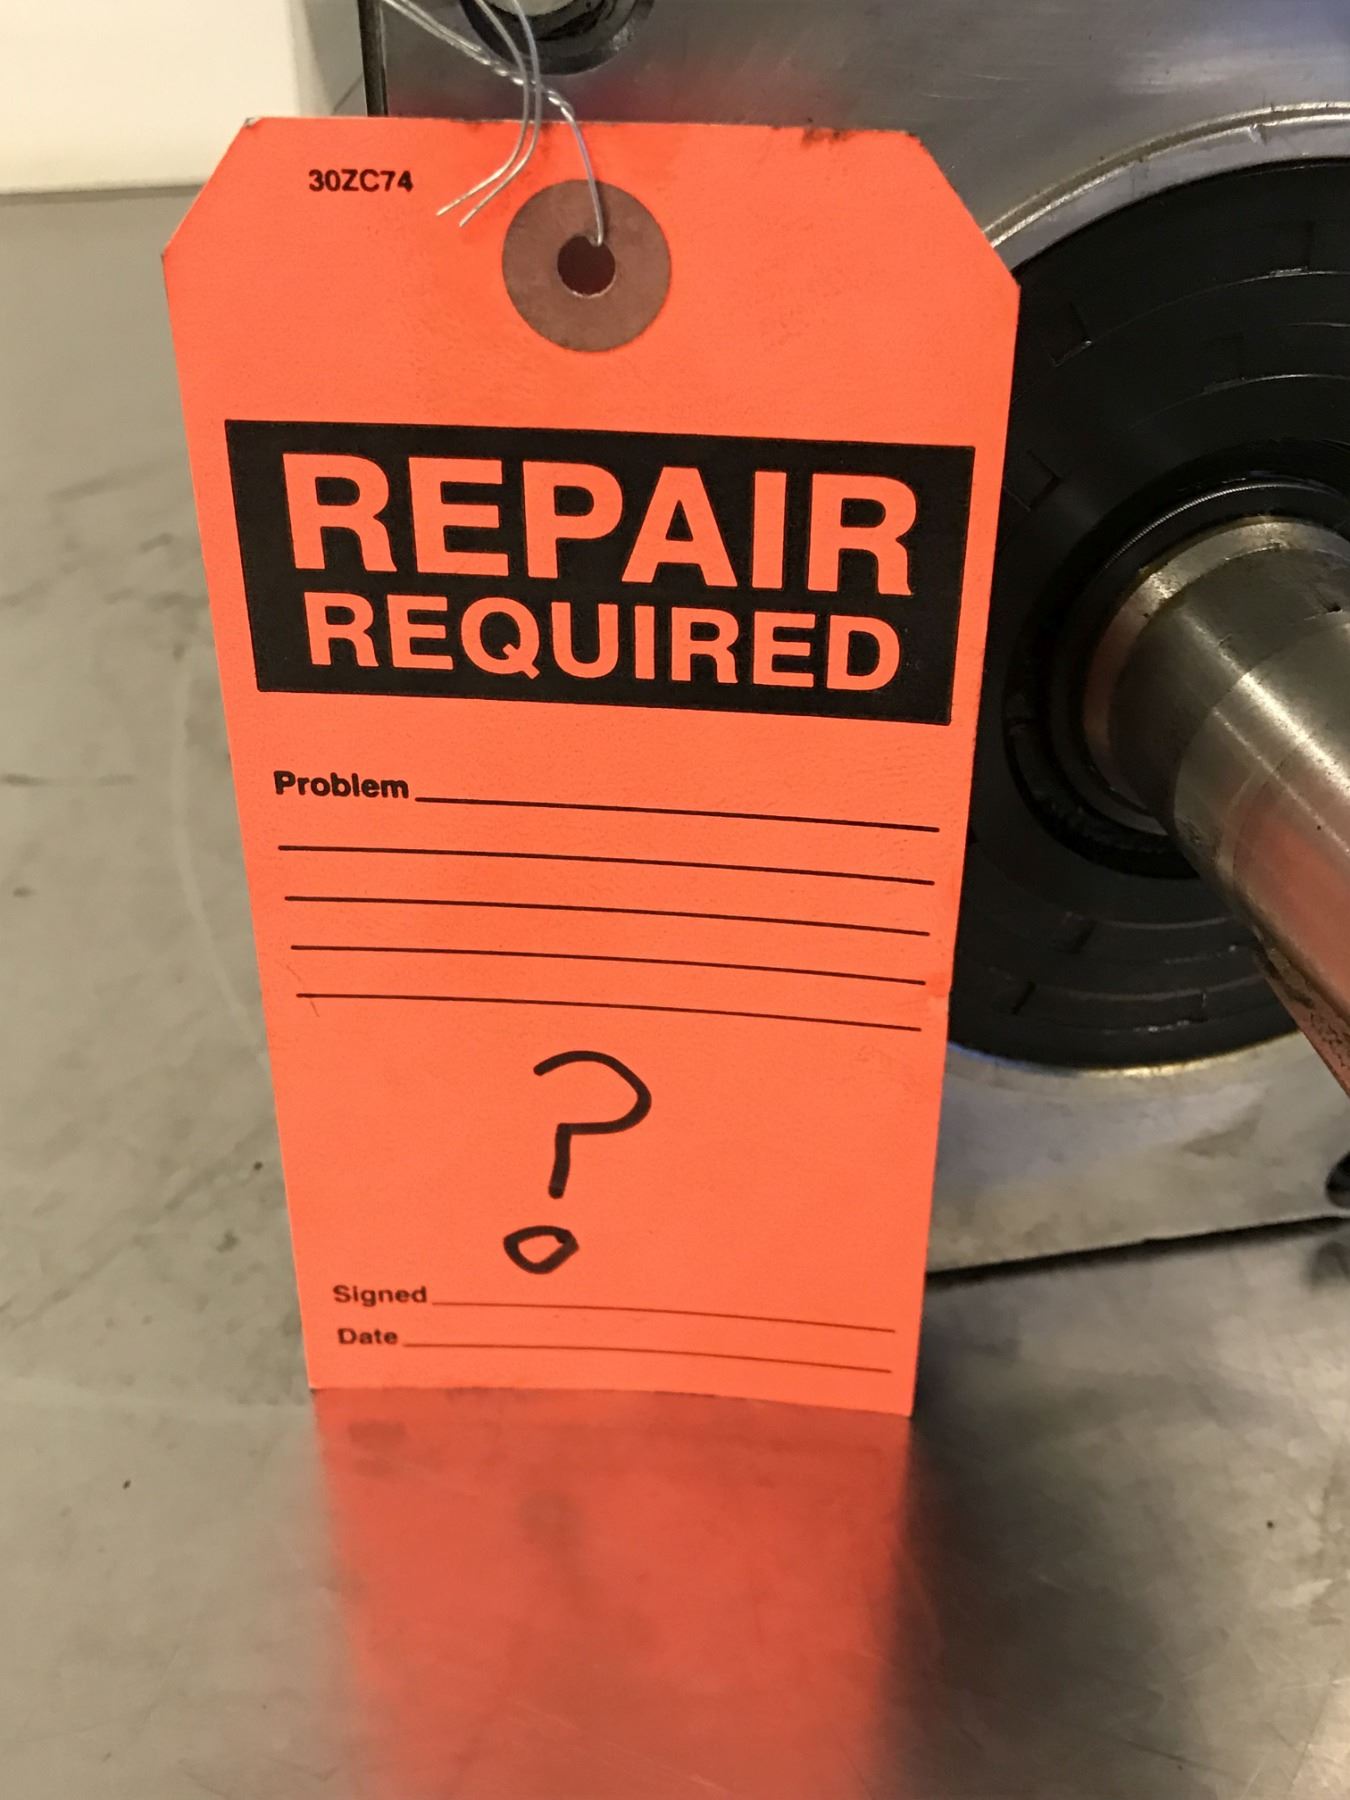 30ZC74
REPAIR
REQUIRED
Problem
?
Signed
Date